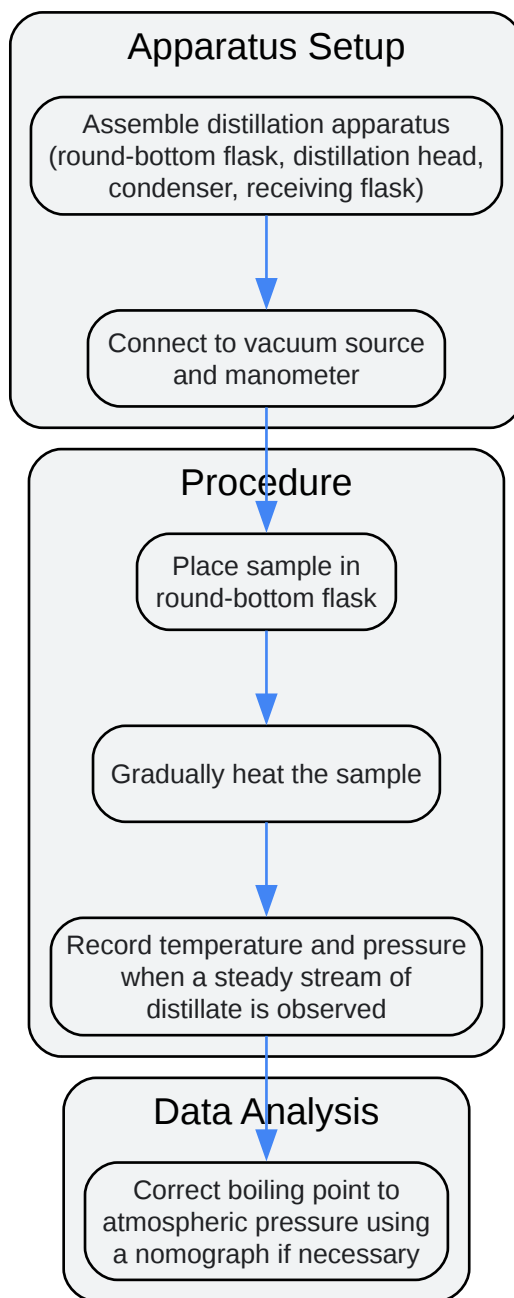 Apparatus Setup
Assemble distillation apparatus
(round-bottom flask, distillation head,
condenser, receiving flask)
Connect to vacuum source
and manometer
Procedure
Place sample in
round-bottom flask
Gradually heat the sample
Record temperature and pressure
when a steady stream of
distillate is observed
Data Analysis
Correct boiling point to
atmospheric pressure using
a nomograph if necessary